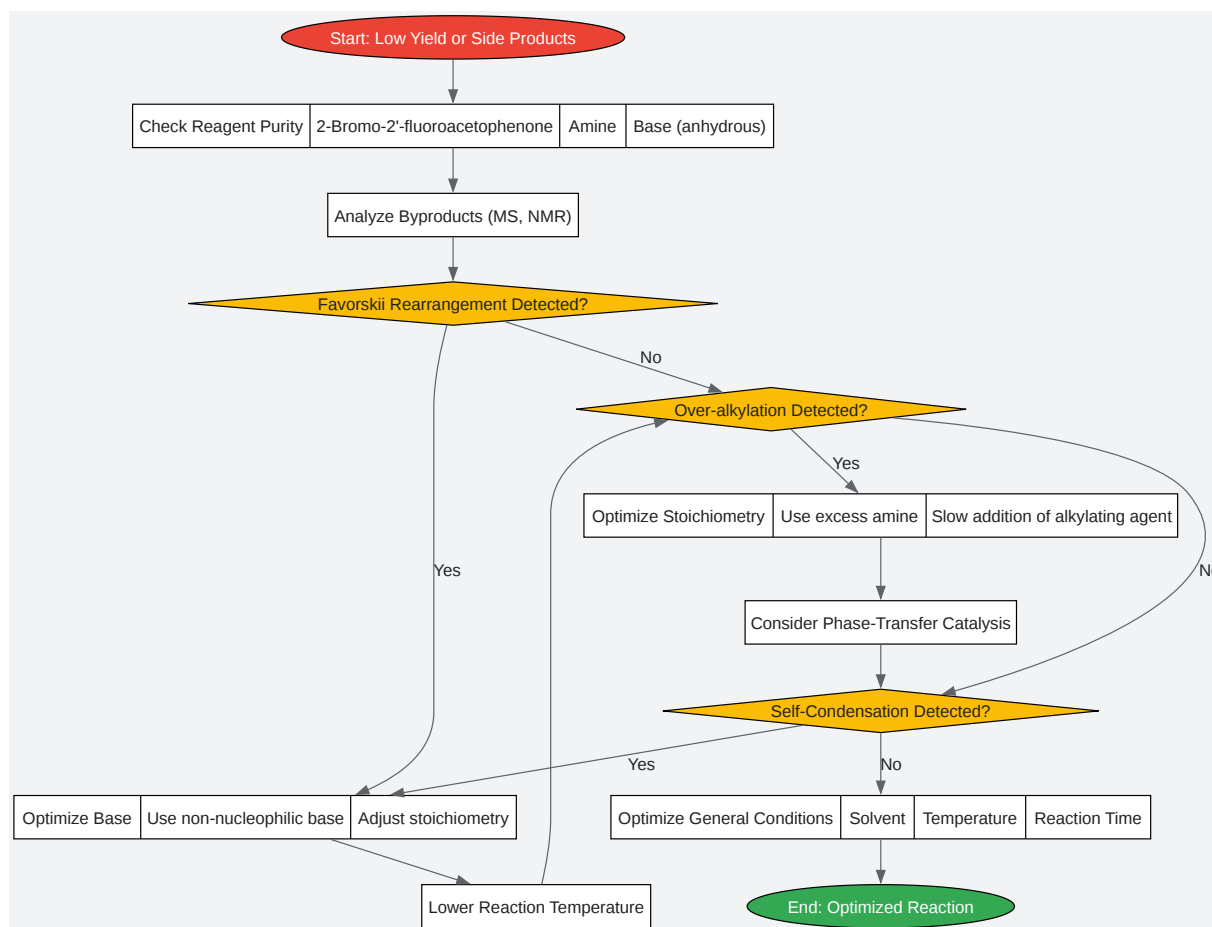 Start: Low Yield or Side Products
Check Reagent Purity
2-Bromo-2'-fluoroacetophenone
Amine
Base (anhydrous)
Analyze Byproducts (MS, NMR)
Favorskii Rearrangement Detected?
No
Over-alkylation Detected?
Yes
Optimize Stoichiometry
Use excess amine
Slow addition of alkylating agent
Yes
Consider Phase-Transfer Catalysis
Self-Condensation Detected?
Yes
No
Optimize Base
Use non-nucleophilic base
Adjust stoichiometry
Optimize General Conditions
Solvent
Temperature
Reaction Time
Lower Reaction Temperature
End: Optimized Reaction